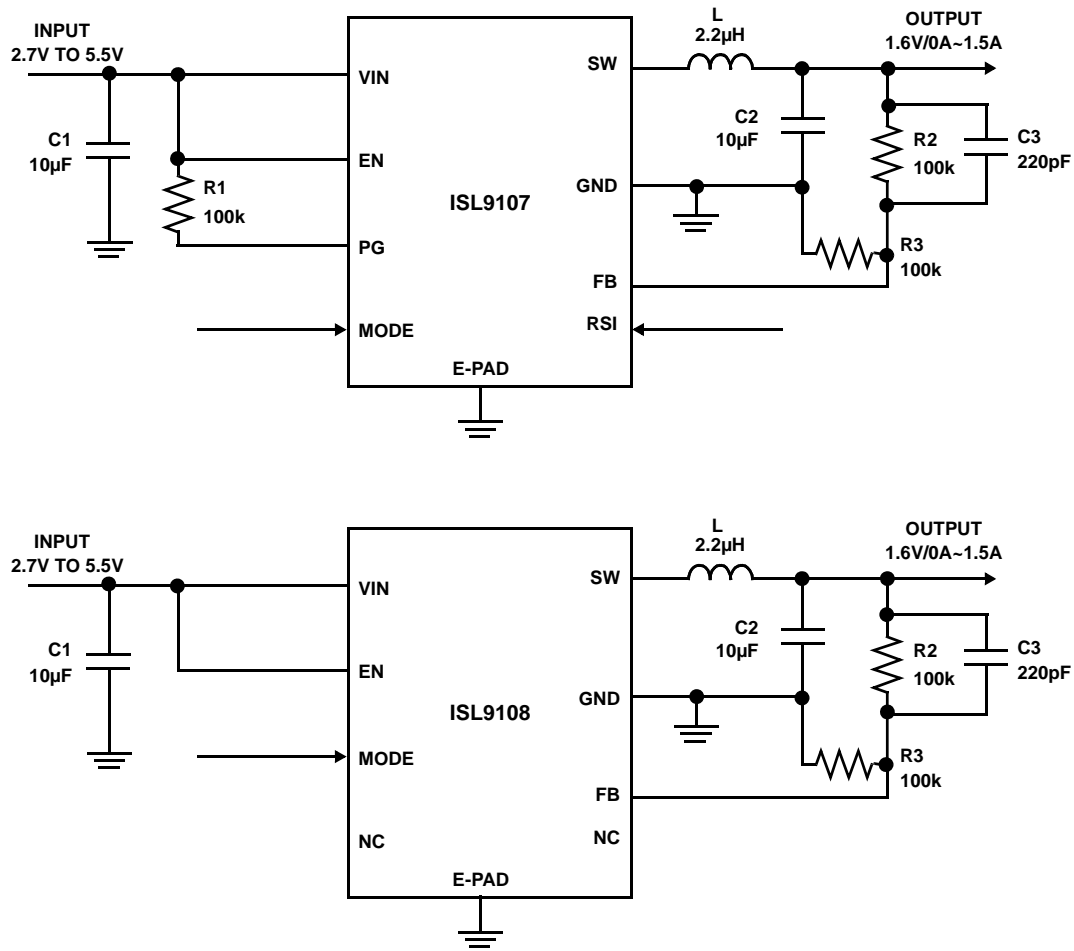 INPUT
2.7V TO 5.5V
C1
10µF
R1
100k
VIN
EN
PG
MODE
ISL9107
E-PAD
SW
GND
FB
RSI
L
2.2µH
C2
10µF
OUTPUT
1.6V/0A~1.5A
R2
100k
C3
220pF
R3
100k
INPUT
2.7V TO 5.5V
C1
10µF
VIN
EN
MODE
NC
ISL9108
E-PAD
SW
GND
FB
NC
L
2.2µH
C2
10µF
OUTPUT
1.6V/0A~1.5A
R2
100k
C3
220pF
R3
100k